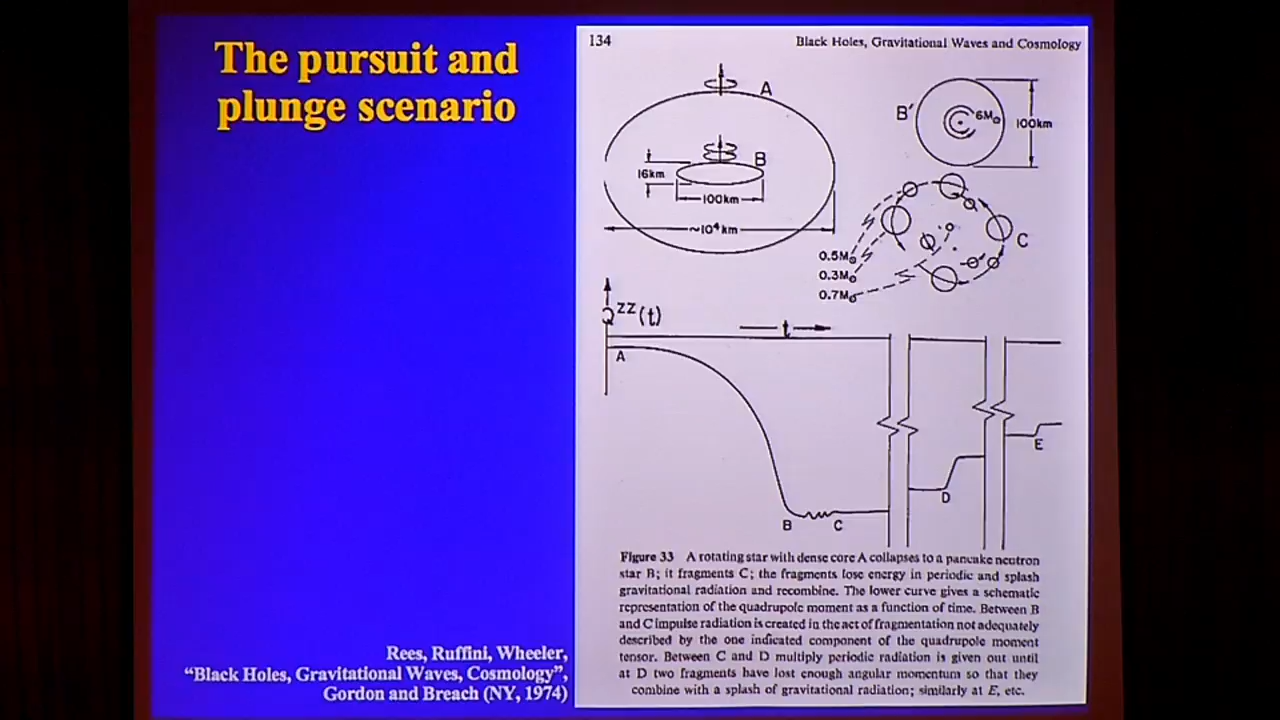 The pursuit and
plunge scenario
134 Black Holes, Gravitational Waves and Cosmology
A
B
16km
100km
~10⁴ km
B′
6M⊙
100km
C
0.5M⊙
0.3M⊙
0.7M⊙
Q^zz(t)
t
A
B
C
D
E
Figure 33 A rotating star with dense core A collapses to a pancake neutron
star B; it fragments C; the fragments lose energy in periodic and splash
gravitational radiation and recombine. The lower curve gives a schematic
representation of the quadrupole moment as a function of time. Between B
and C impulse radiation is created in the act of fragmentation not adequately
described by the one indicated component of the quadrupole moment
tensor. Between C and D multiply periodic radiation is given out until
at D two fragments have lost enough angular momentum so that they
combine with a splash of gravitational radiation; similarly at E, etc.
Rees, Ruffini, Wheeler,
“Black Holes, Gravitational Waves, Cosmology”,
Gordon and Breach (NY, 1974)